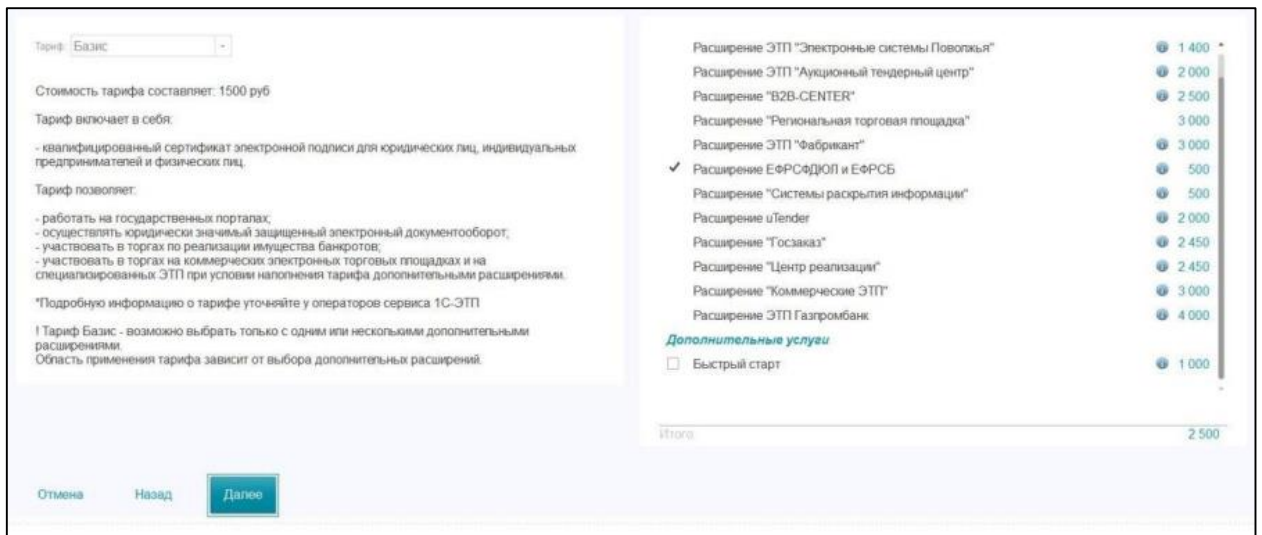 Тариф: Базис
Стоимость тарифа составляет: 1500 руб
Тариф включает в себя:
- квалифицированный сертификат электронной подписи для юридических лиц, индивидуальных
предпринимателей и физических лиц.
Тариф позволяет:
- работать на государственных порталах;
- осуществлять юридически значимый защищенный электронный документооборот;
- участвовать в торгах по реализации имущества банкротов;
- участвовать в торгах на коммерческих электронных торговых площадках и на
специализированных ЭТП при условии наполнения тарифа дополнительными расширениями.
*Подробную информацию о тарифе уточняйте у операторов сервиса 1С-ЭТП
! Тариф Базис - возможно выбрать только с одним или несколькими дополнительными
расширениями.
Область применения тарифа зависит от выбора дополнительных расширений.
Расширение ЭТП "Электронные системы Поволжья" 1 400
Расширение ЭТП "Аукционный тендерный центр" 2 000
Расширение "B2B-CENTER" 2 500
Расширение "Региональная торговая площадка" 3 000
Расширение ЭТП "Фабрикант" 3 000
Расширение ЕФРСФДЮЛ и ЕФРСБ 500
Расширение "Системы раскрытия информации" 500
Расширение uTender 2 000
Расширение "Госзаказ" 2 450
Расширение "Центр реализации" 2 450
Расширение "Коммерческие ЭТП" 3 000
Расширение ЭТП Газпромбанк 4 000
Дополнительные услуги
Быстрый старт 1 000
Итого 2 500
Отмена Назад Далее